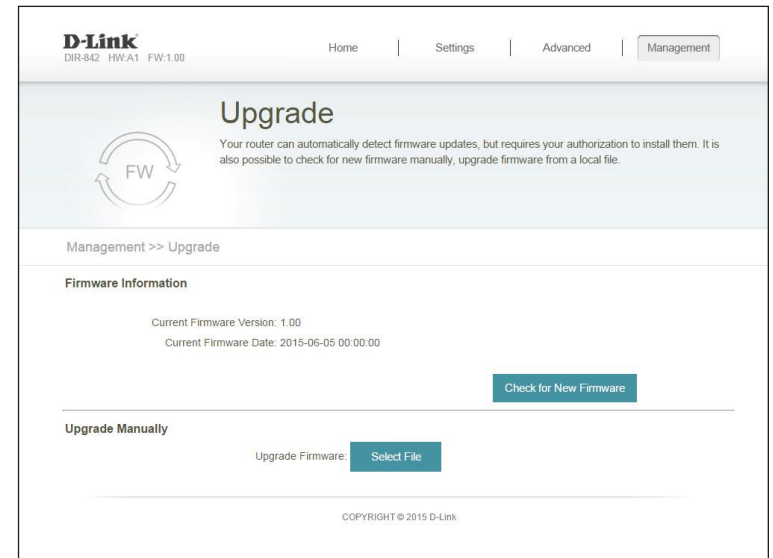 D-Link
DIR-842 HW:A1 FW:1.00
Home | Settings | Advanced | Management
Upgrade
Your router can automatically detect firmware updates, but requires your authorization to install them. It is
also possible to check for new firmware manually, upgrade firmware from a local file.
FW
Management >> Upgrade
Firmware Information
Current Firmware Version: 1.00
Current Firmware Date: 2015-06-05 00:00:00
Check for New Firmware
Upgrade Manually
Upgrade Firmware: Select File
COPYRIGHT © 2015 D-Link